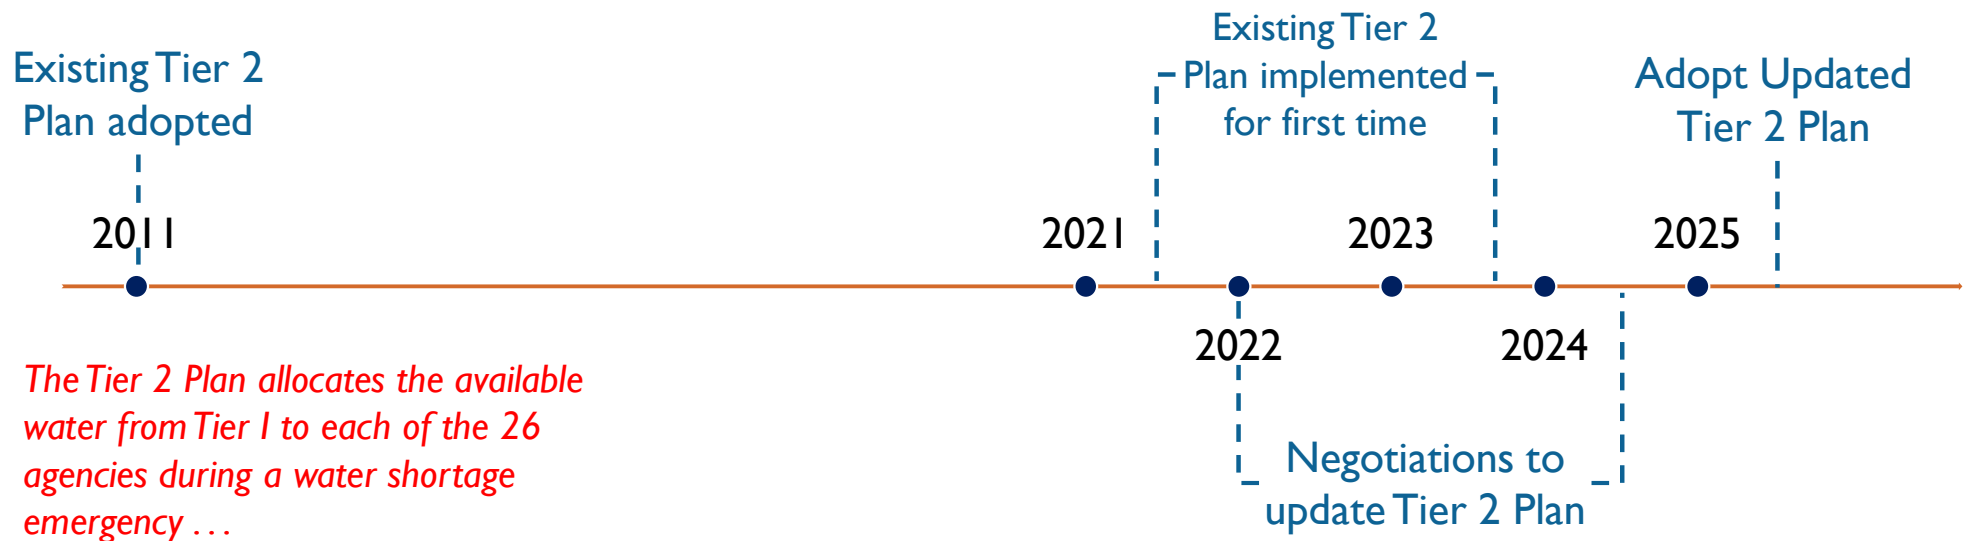 Existing Tier 2
Plan adopted
Existing Tier 2
Plan implemented
for first time
Adopt Updated
Tier 2 Plan
2011
2021
2023
2025
2022
2024
The Tier 2 Plan allocates the available
water from Tier 1 to each of the 26
agencies during a water shortage
emergency …
Negotiations to
update Tier 2 Plan